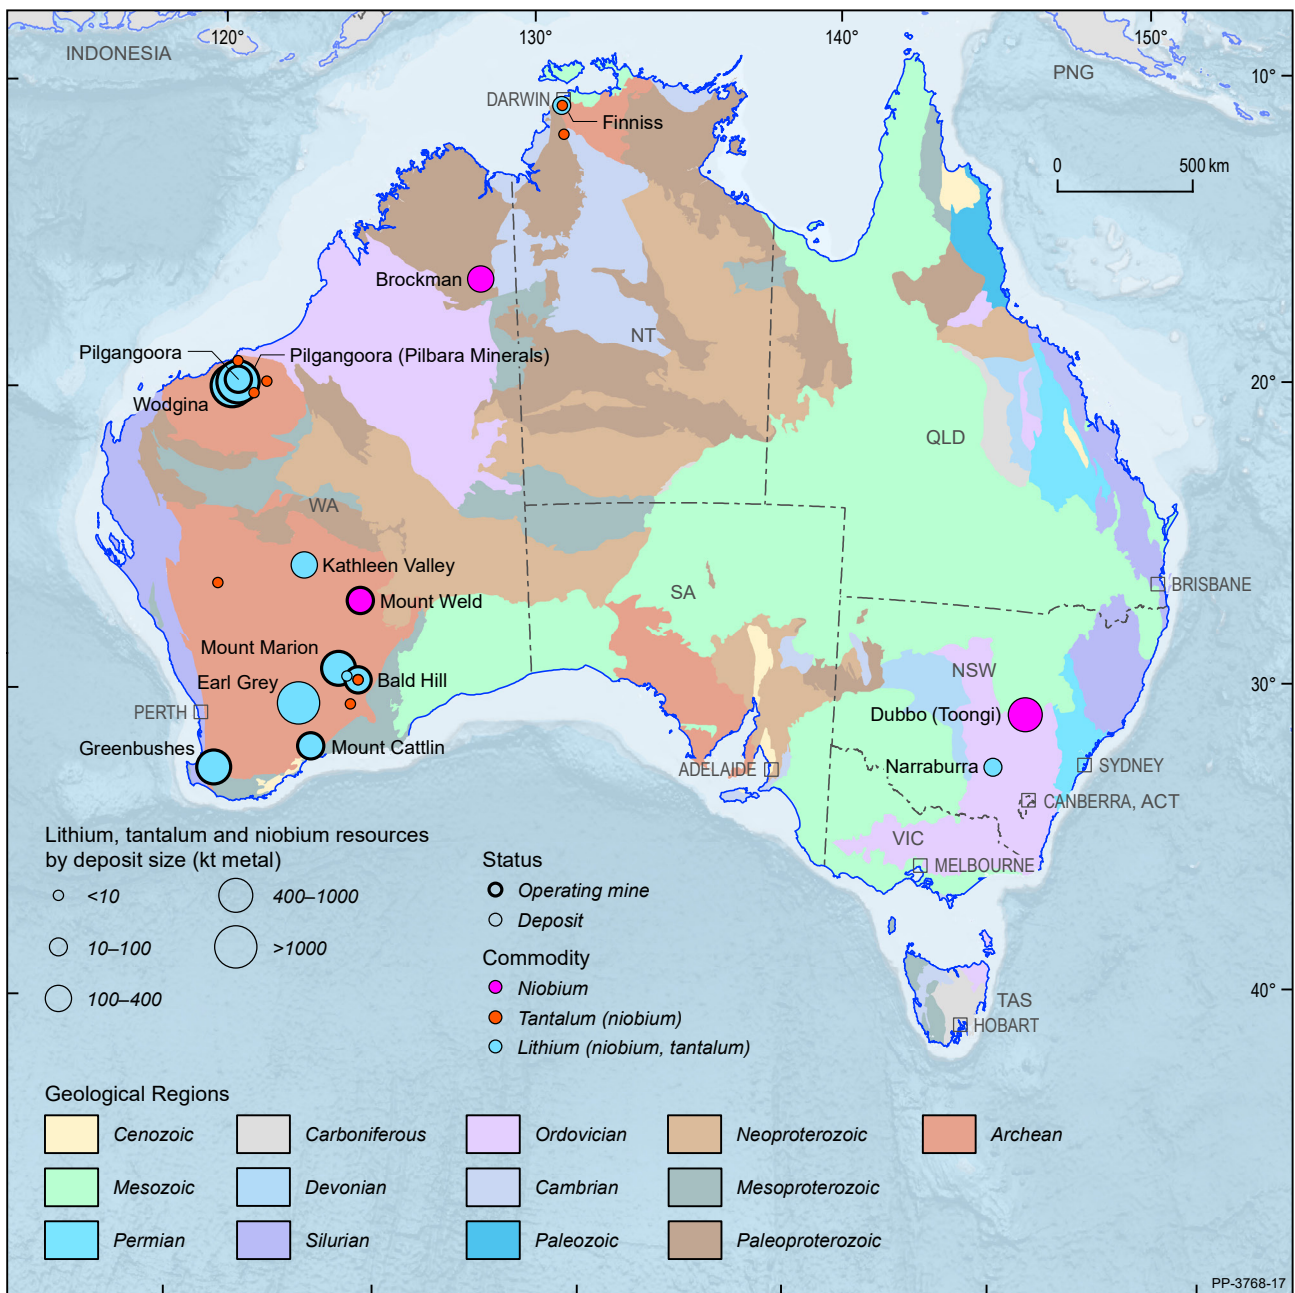 120°
130°
140°
150°
INDONESIA
PNG
10°
DARWIN
Finniss
0
500 km
Brockman
NT
Pilgangoora
Pilgangoora (Pilbara Minerals)
Wodgina
20°
QLD
WA
Kathleen Valley
Mount Weld
SA
BRISBANE
Mount Marion
Earl Grey
Bald Hill
NSW
30°
PERTH
Dubbo (Toongi)
Greenbushes
Mount Cattlin
Narraburra
ADELAIDE
SYDNEY
CANBERRA, ACT
VIC
MELBOURNE
Lithium, tantalum and niobium resources
by deposit size (kt metal)
<10
400–1000
10–100
>1000
100–400
Status
Operating mine
Deposit
Commodity
Niobium
Tantalum (niobium)
Lithium (niobium, tantalum)
40°
TAS
HOBART
Geological Regions
Cenozoic
Carboniferous
Ordovician
Neoproterozoic
Archean
Mesozoic
Devonian
Cambrian
Mesoproterozoic
Permian
Silurian
Paleozoic
Paleoproterozoic
PP-3768-17